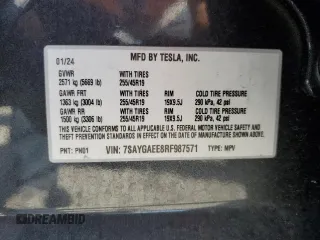 MFD BY TESLA, INC.
01/24
GVWR WITH TIRES
2571 kg (5669 lb) 255/45R19
GAWR FRT WITH TIRES RIM COLD TIRE PRESSURE
1363 kg (3004 lb) 255/45R19 19X9.5J 290 kPa, 42 psi
GAWR RR WITH TIRES RIM COLD TIRE PRESSURE
1500 kg (3306 lb) 255/45R19 19X9.5J 290 kPa, 42 psi
THIS VEHICLE CONFORMS TO ALL APPLICABLE FEDERAL
MOTOR VEHICLE SAFETY, BUMPER, AND THEFT PREVENTION
STANDARDS IN EFFECT ON THE DATE OF MANUFACTURE
SHOWN ABOVE.
PNT: PN01 VIN: 7SAYGAEE8RF987571 TYPE: MPV
© DREAMBID